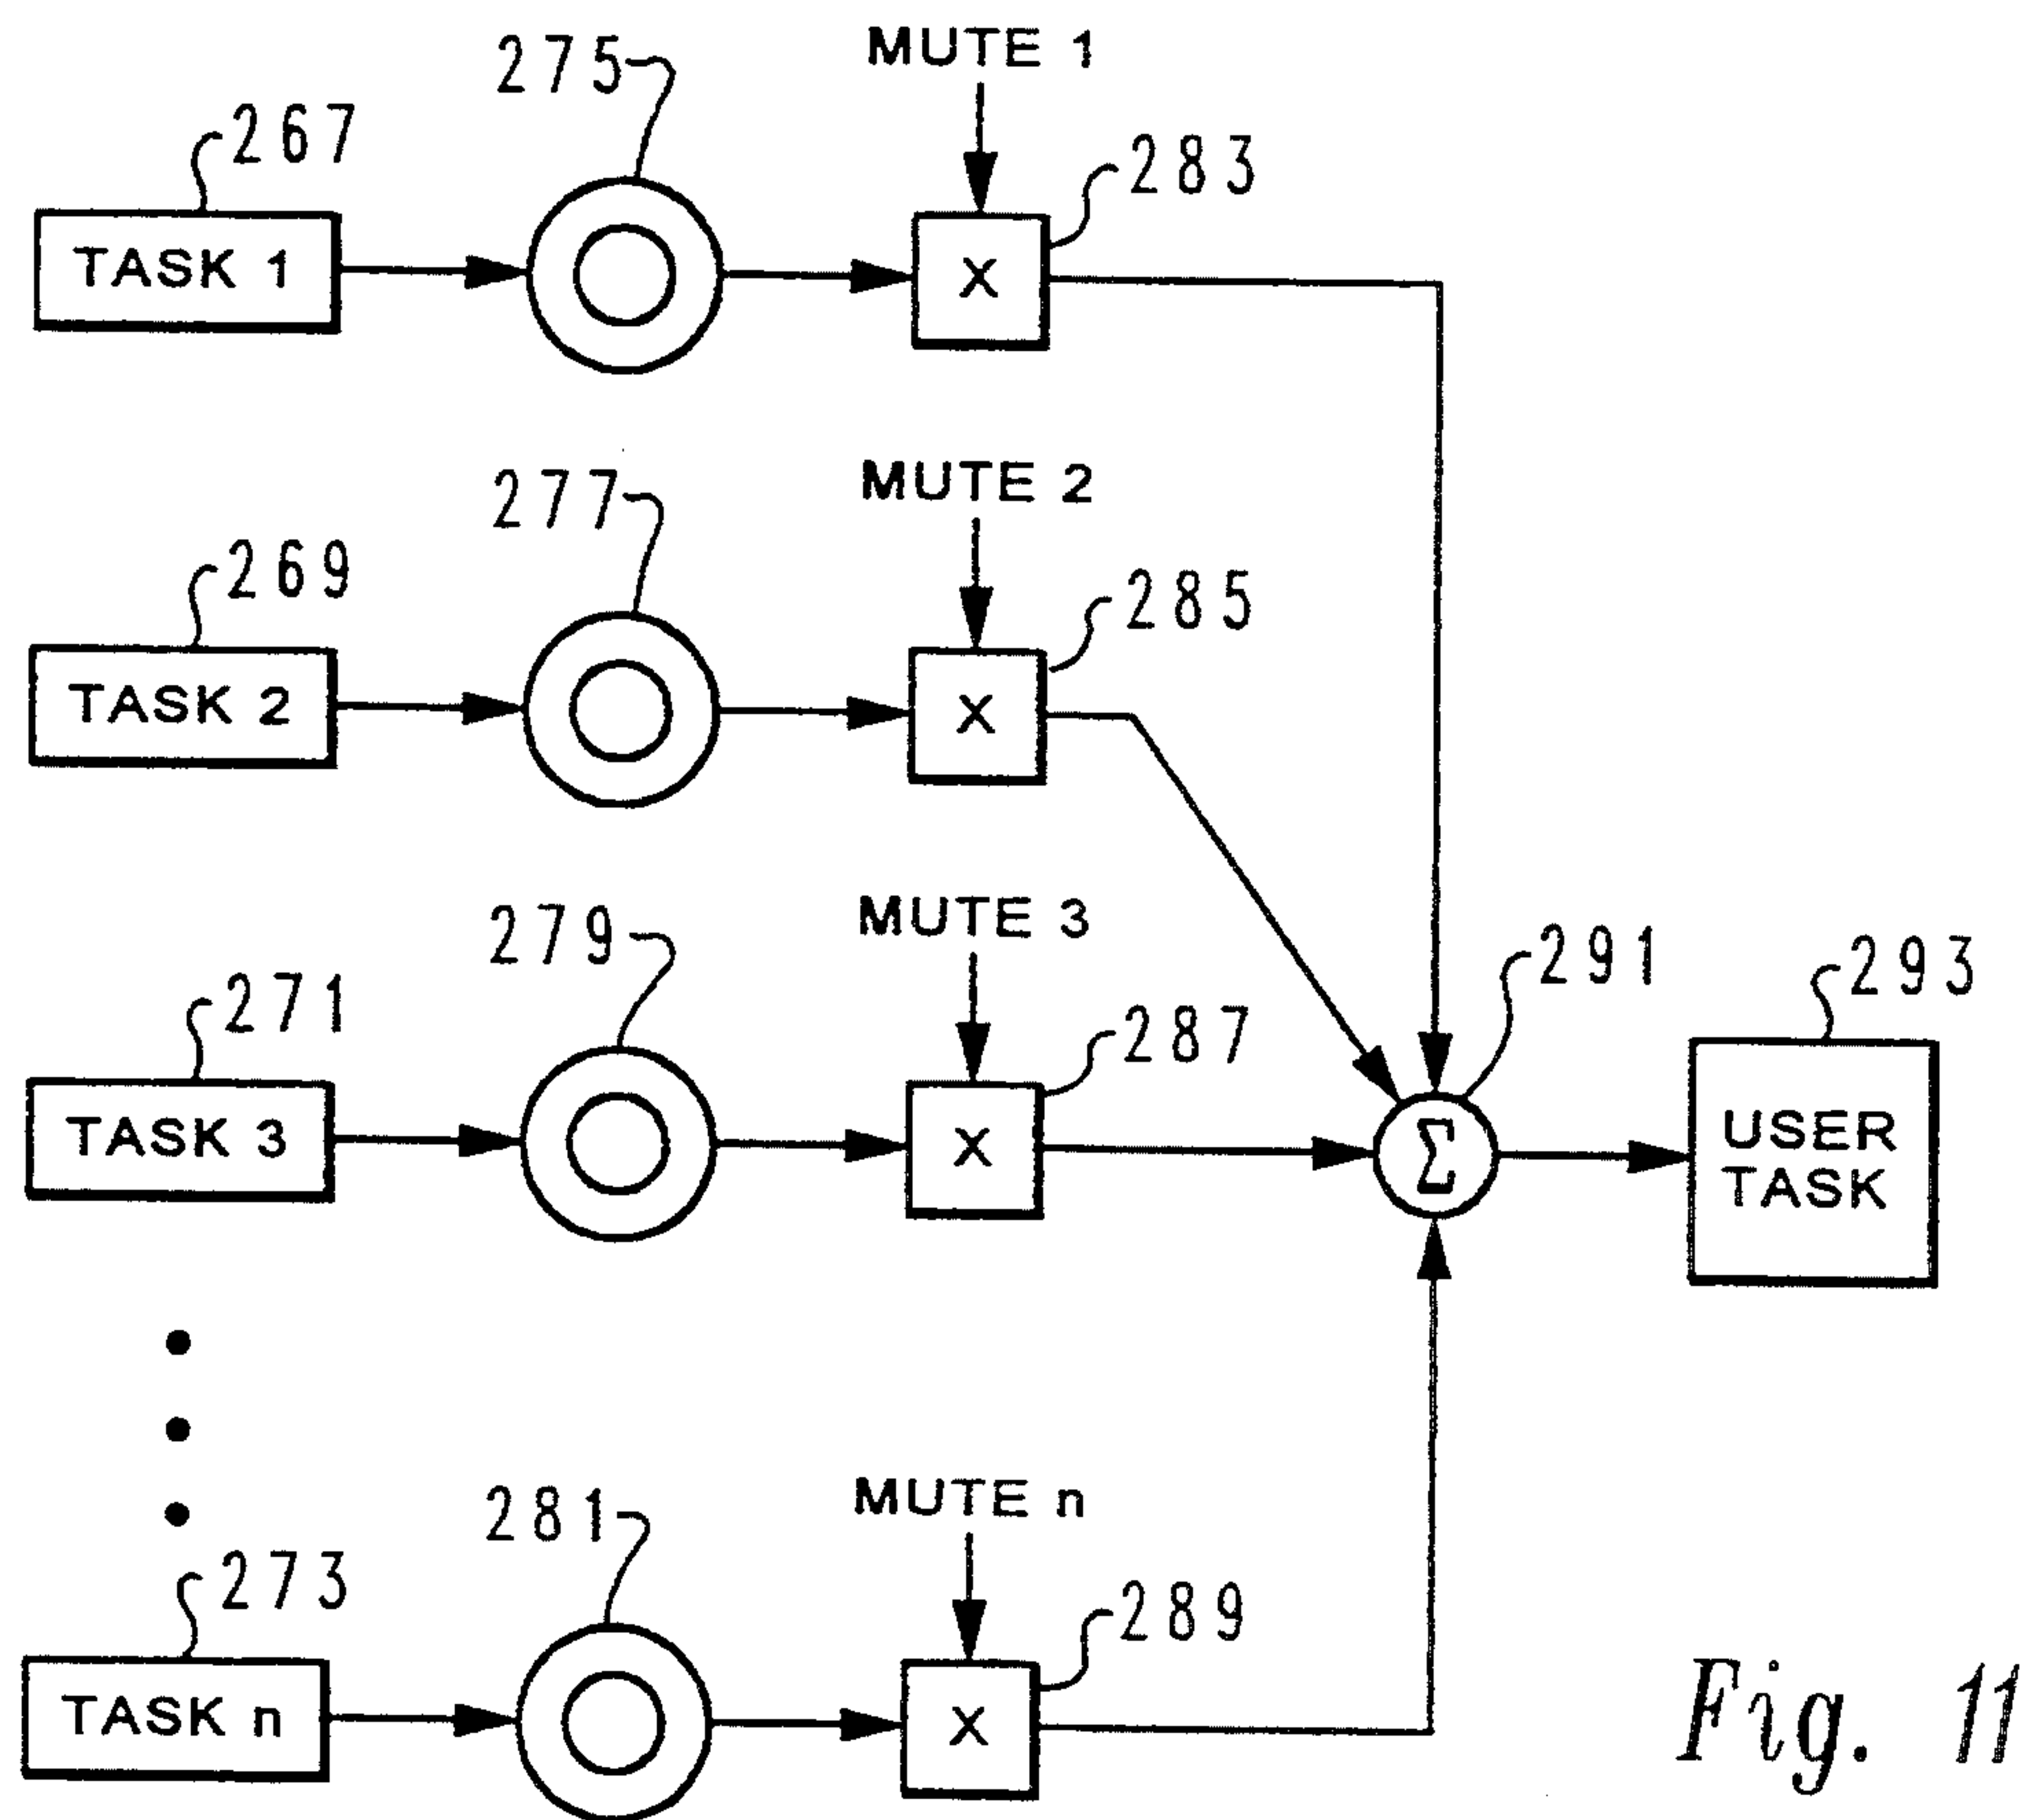 275
MUTE 1
267
283
TASK 1
X
277
MUTE 2
269
285
TASK 2
X
279
MUTE 3
291
293
271
287
TASK 3
X
Σ
USER
TASK
281
MUTE n
273
289
TASK n
X
Fig. 11